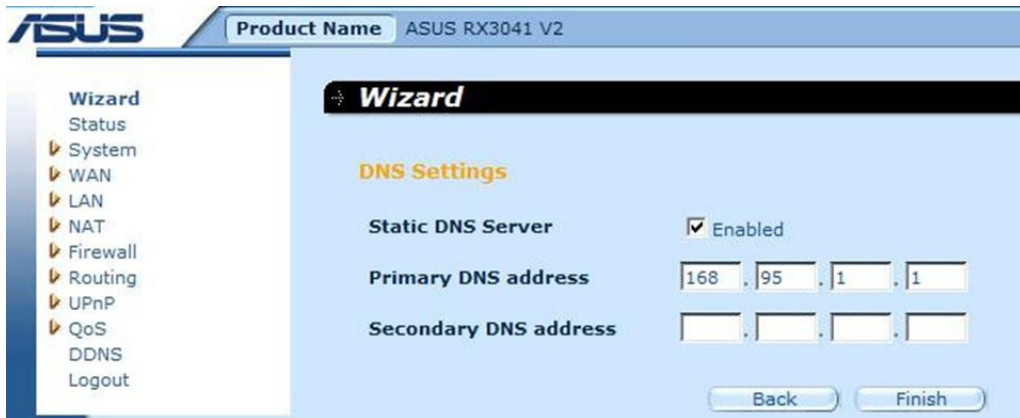 ASUS
Product Name ASUS RX3041 V2
Wizard
Status
System
WAN
LAN
NAT
Firewall
Routing
UPnP
QoS
DDNS
Logout
Wizard
DNS Settings
Static DNS Server Enabled
Primary DNS address 168 . 95 . 1 . 1
Secondary DNS address . . .
Back Finish